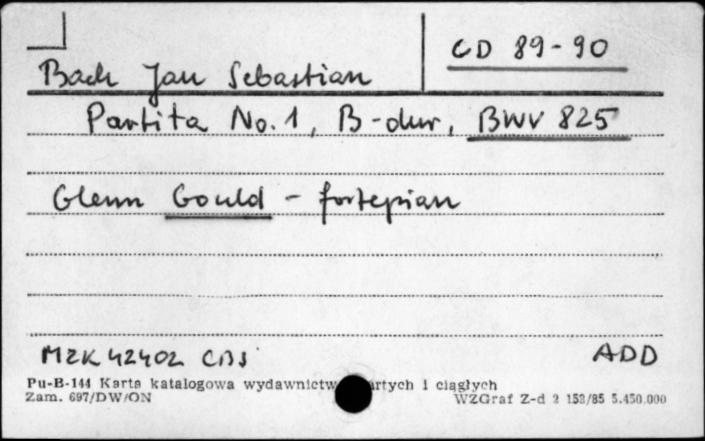 CD 89-90
Bach Jan Sebastian
Partita No. 1, B-dur, BWV 825
Glenn Gould - fortepian
M2K 42402 CBS ADD
Pu-B-144 Karta katalogowa wydawnictw rtych i ciągłych
Zam. 697/DW/ON WZGraf Z-d 2 153/85 5.450.000